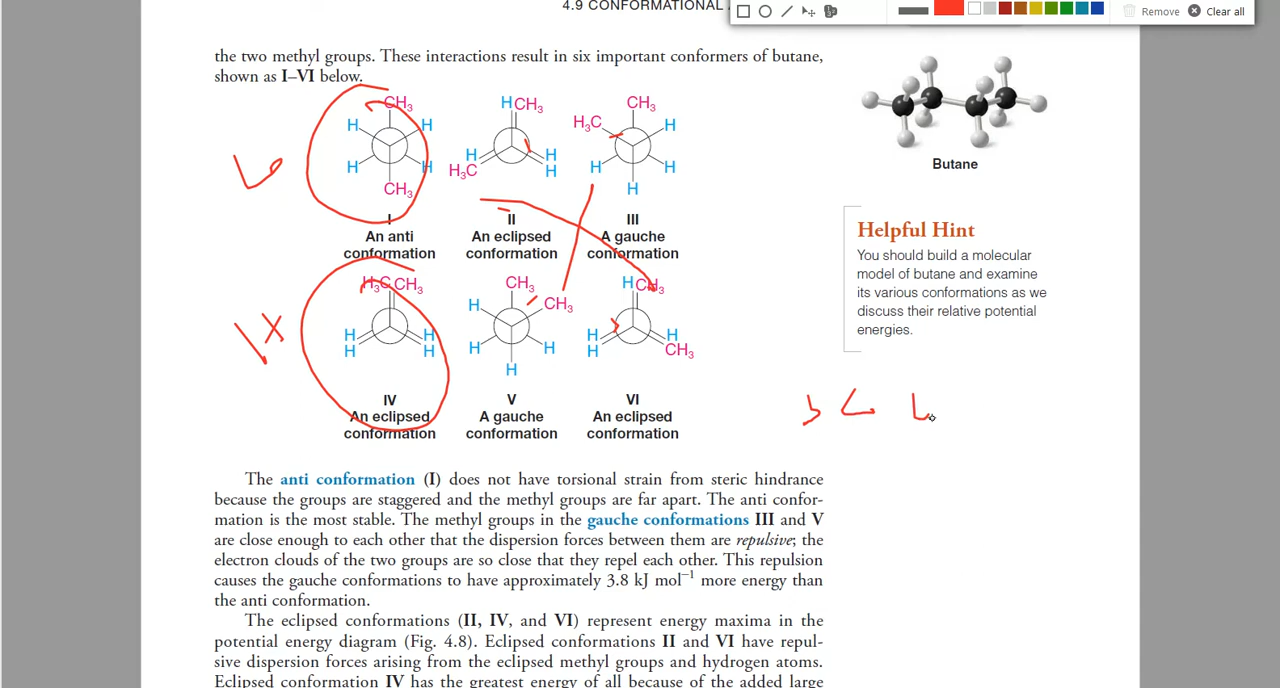 4.9 CONFORMATIONAL
Remove
Clear all
the two methyl groups. These interactions result in six important conformers of butane,
shown as I–VI below.
CH₃
H
H
H
H
CH₃
I
An anti
conformation
H CH₃
H
H₃C
H
H
II
An eclipsed
conformation
CH₃
H₃C
H
H
H
H
III
A gauche
conformation
H₃C CH₃
H
H
H
H
IV
An eclipsed
conformation
CH₃
H
CH₃
H
H
H
V
A gauche
conformation
H CH₃
H
H
H
CH₃
VI
An eclipsed
conformation
Butane
Helpful Hint
You should build a molecular
model of butane and examine
its various conformations as we
discuss their relative potential
energies.
The anti conformation (I) does not have torsional strain from steric hindrance
because the groups are staggered and the methyl groups are far apart. The anti confor-
mation is the most stable. The methyl groups in the gauche conformations III and V
are close enough to each other that the dispersion forces between them are repulsive; the
electron clouds of the two groups are so close that they repel each other. This repulsion
causes the gauche conformations to have approximately 3.8 kJ mol⁻¹ more energy than
the anti conformation.
The eclipsed conformations (II, IV, and VI) represent energy maxima in the
potential energy diagram (Fig. 4.8). Eclipsed conformations II and VI have repul-
sive dispersion forces arising from the eclipsed methyl groups and hydrogen atoms.
Eclipsed conformation IV has the greatest energy of all because of the added large